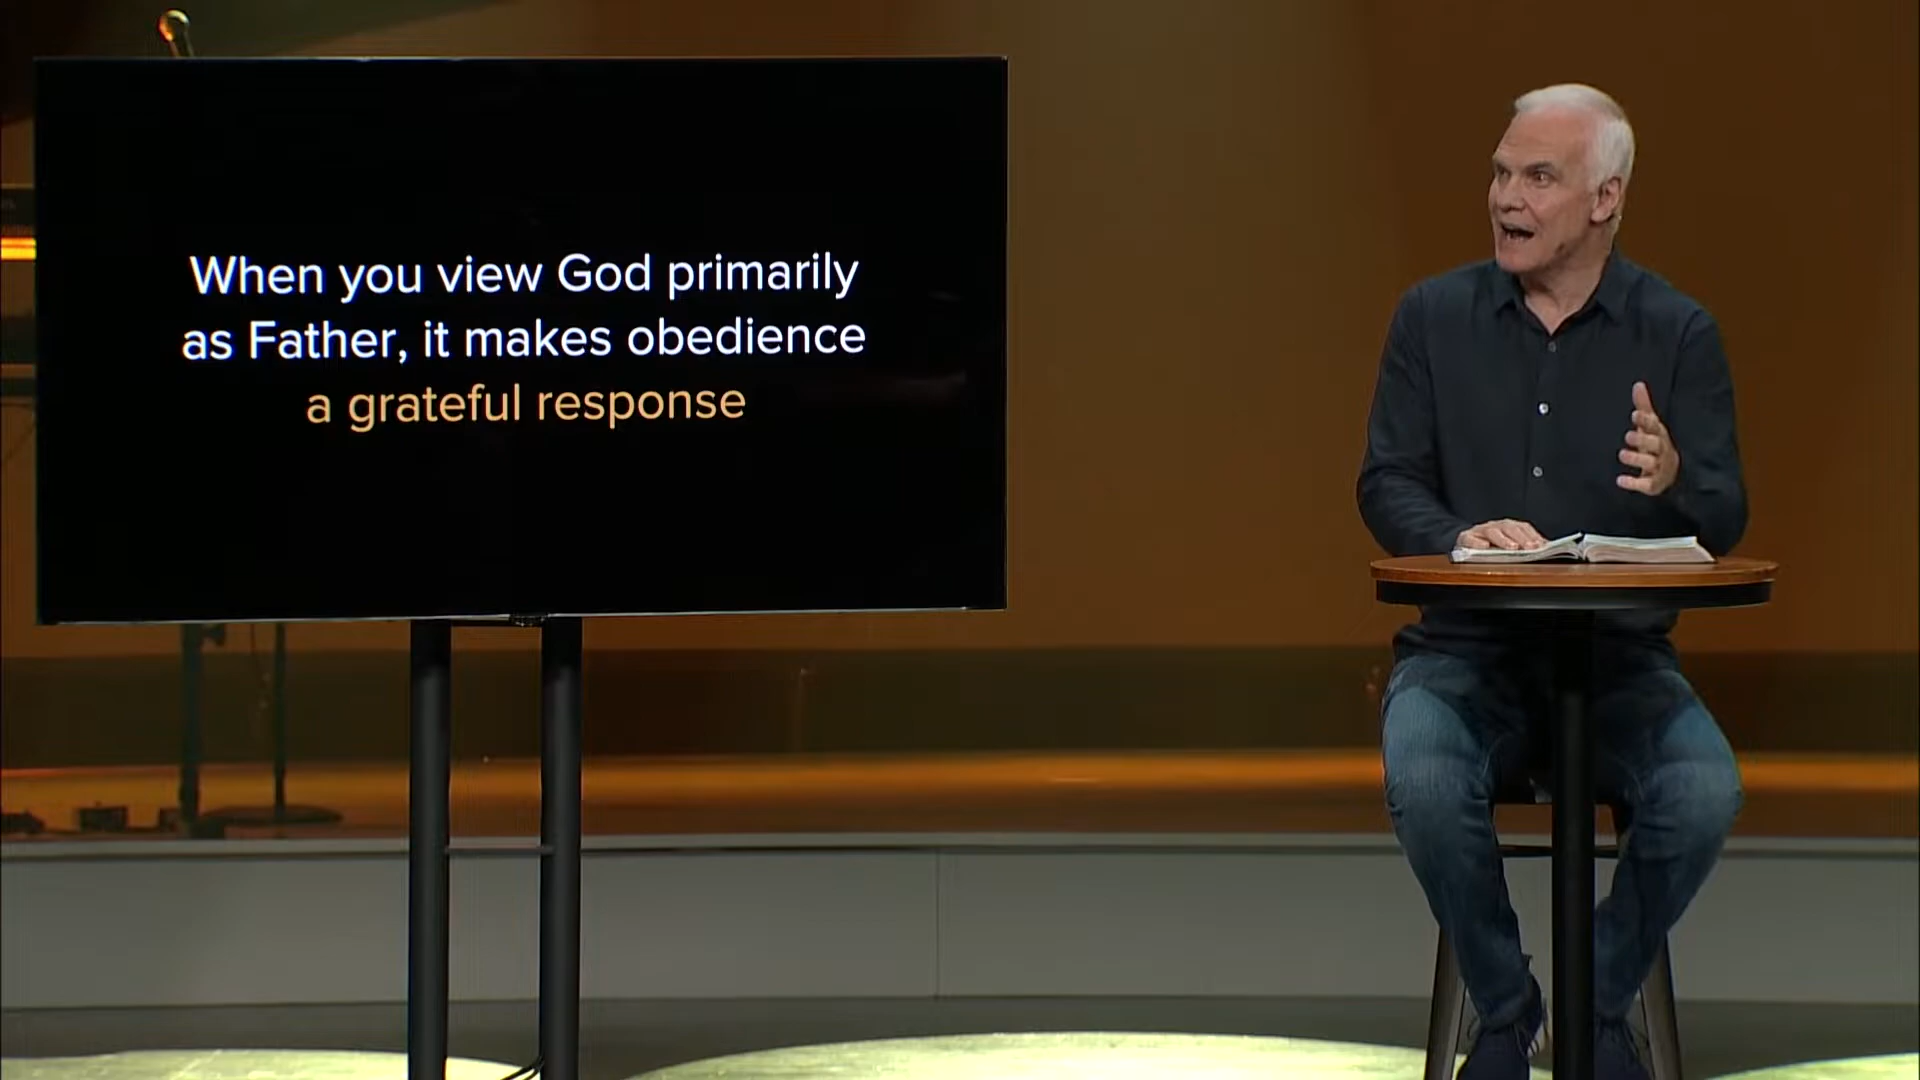 When you view God primarily
as Father, it makes obedience
a grateful response